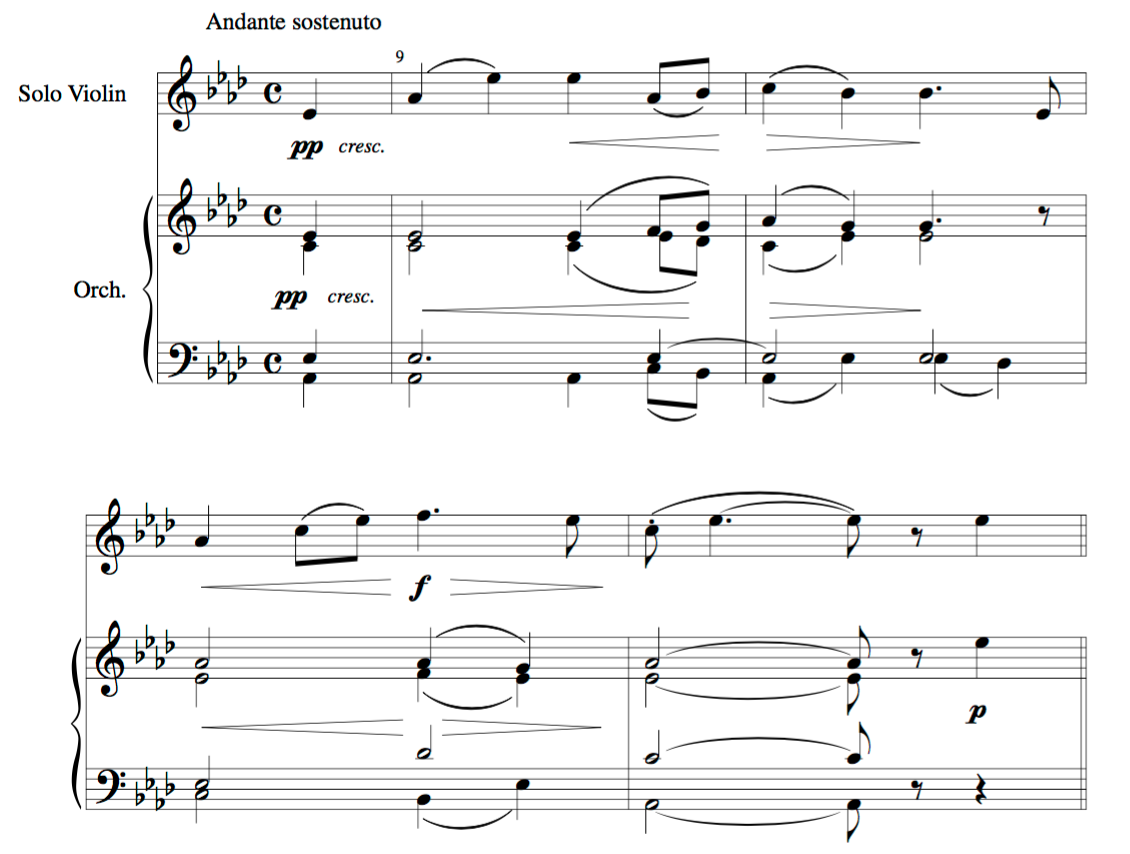 Andante sostenuto
9
Solo Violin
pp cresc.
Orch.
pp cresc.
f
p